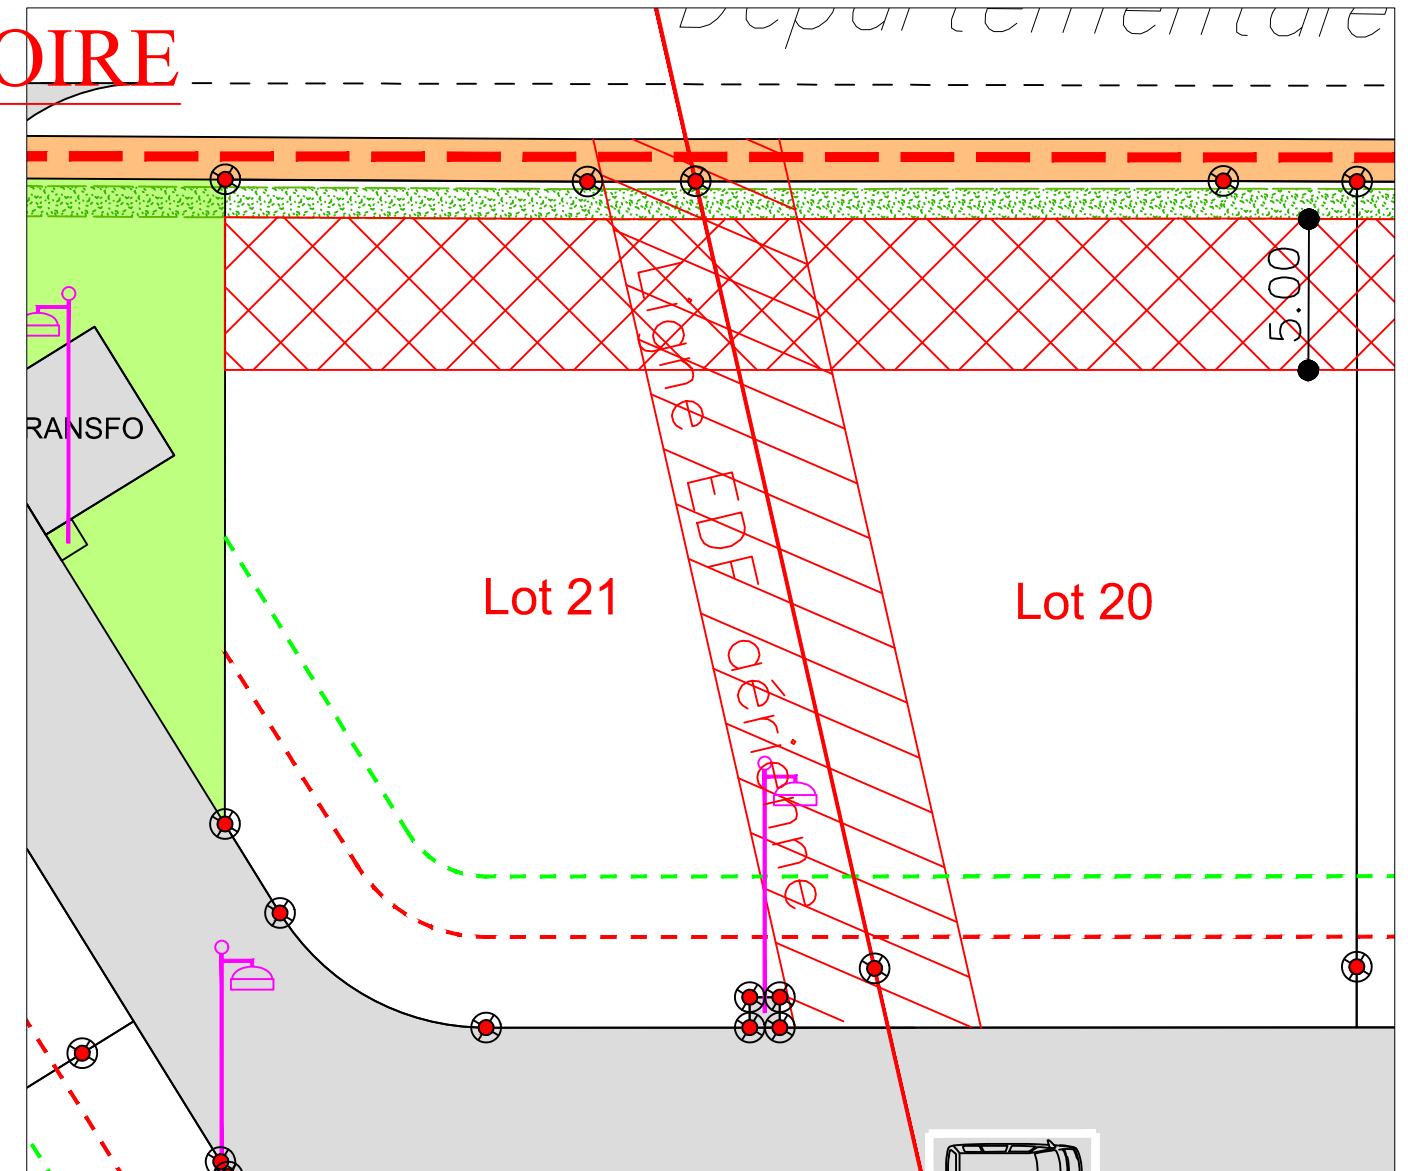 Départementale
OIRE
5.00
RANSFO
Ligne EDF aérienne
Lot 21
Lot 20